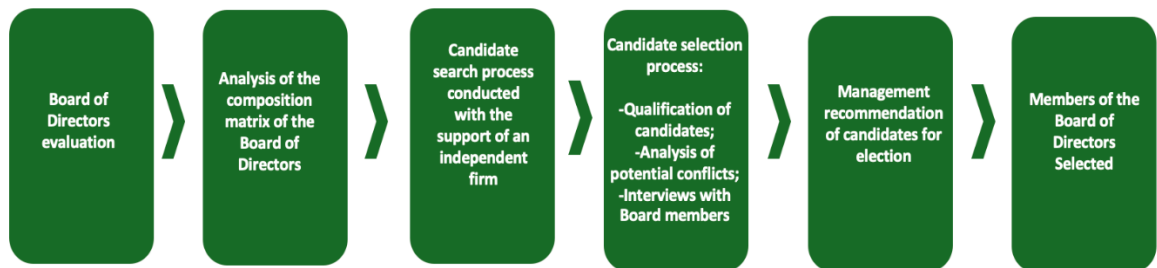 Board of
Directors
evaluation
Analysis of the
composition
matrix of the
Board of
Directors
Candidate
search process
conducted
with the
support of an
independent
firm
Candidate selection
process:
-Qualification of
candidates;
-Analysis of
potential conflicts;
-Interviews with
Board members
Management
recommendation
of candidates for
election
Members of the
Board of
Directors
Selected